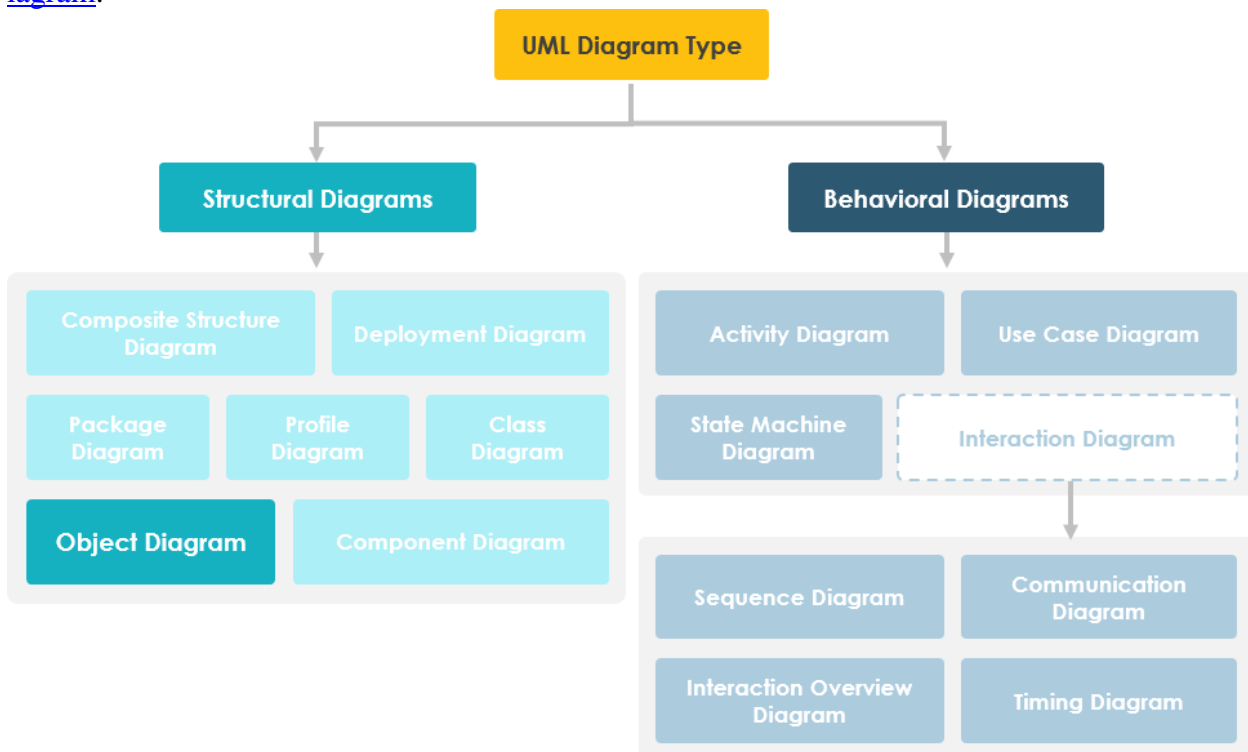 iagram.
UML Diagram Type
Structural Diagrams
Behavioral Diagrams
Composite Structure
Diagram
Deployment Diagram
Package
Diagram
Profile
Diagram
Class
Diagram
Object Diagram
Component Diagram
Activity Diagram
Use Case Diagram
State Machine
Diagram
Interaction Diagram
Sequence Diagram
Communication
Diagram
Interaction Overview
Diagram
Timing Diagram